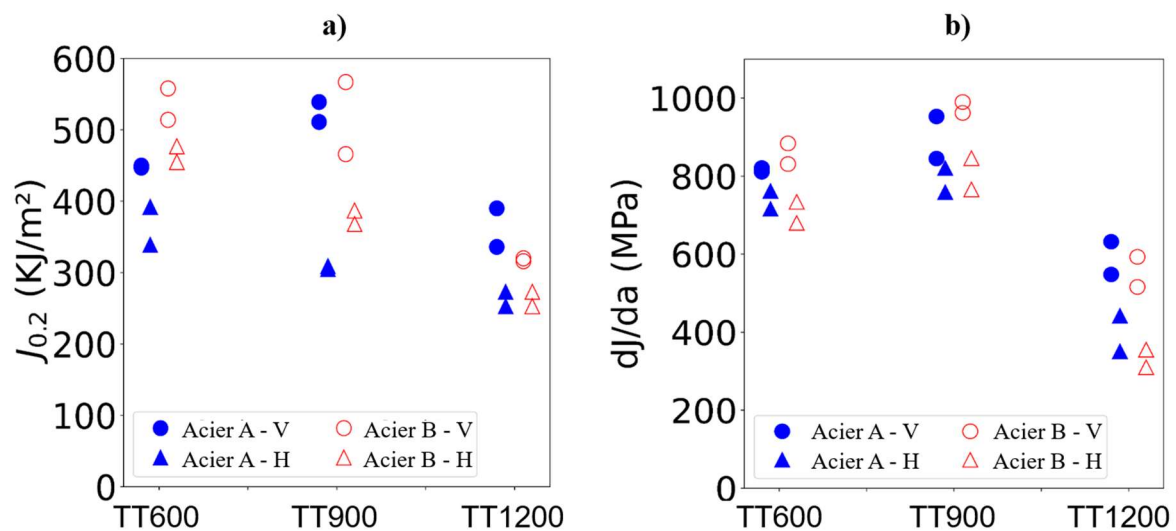 a)
600
500
400
300
200
100
0
J0.2 (KJ/m²)
TT600 TT900 TT1200
Acier A - V Acier B - V
Acier A - H Acier B - H
b)
1000
800
600
400
200
0
dJ/da (MPa)
TT600 TT900 TT1200
Acier A - V Acier B - V
Acier A - H Acier B - H